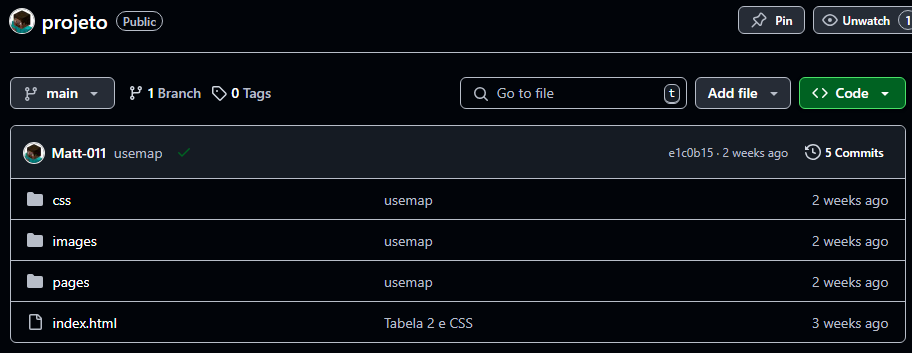 projeto Public Pin Unwatch 1
main 1 Branch 0 Tags Go to file t Add file Code
Matt-011 usemap e1c0b15 · 2 weeks ago 5 Commits
css usemap 2 weeks ago
images usemap 2 weeks ago
pages usemap 2 weeks ago
index.html Tabela 2 e CSS 3 weeks ago